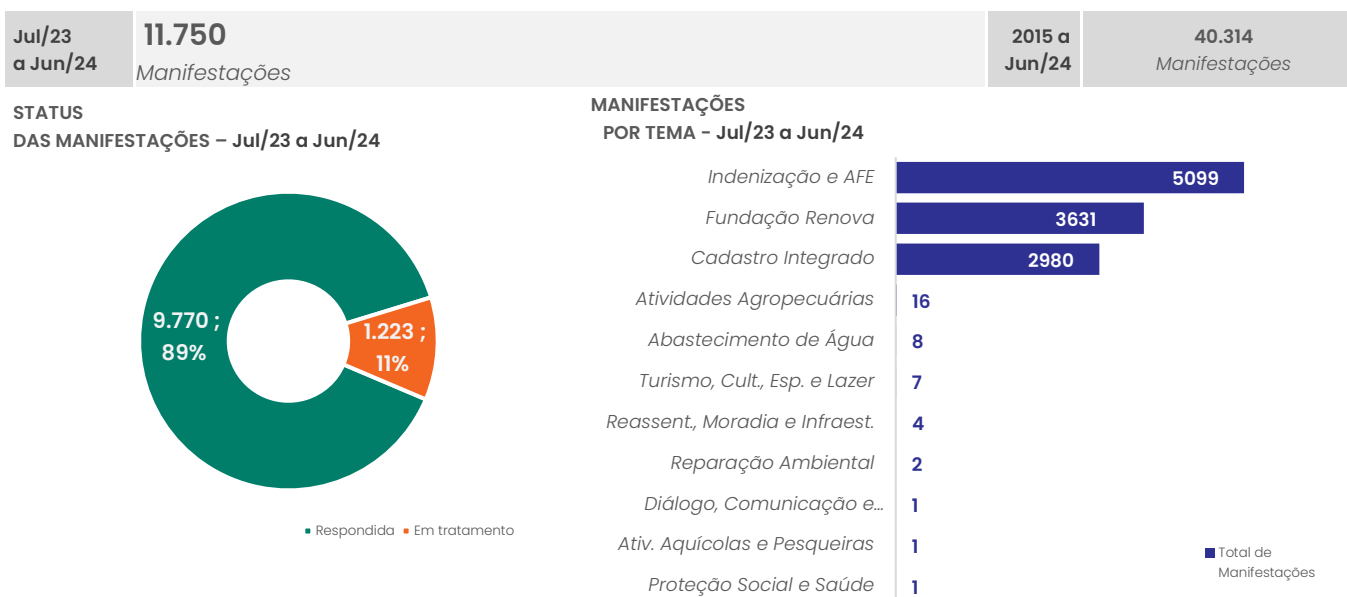 Jul/23
a Jun/24
11.750
Manifestações
2015 a
Jun/24
40.314
Manifestações
STATUS
DAS MANIFESTAÇÕES – Jul/23 a Jun/24
9.770 ;
89%
1.223 ;
11%
Respondida
Em tratamento
MANIFESTAÇÕES
POR TEMA - Jul/23 a Jun/24
Indenização e AFE 5099
Fundação Renova 3631
Cadastro Integrado 2980
Atividades Agropecuárias 16
Abastecimento de Água 8
Turismo, Cult., Esp. e Lazer 7
Reassent., Moradia e Infraest. 4
Reparação Ambiental 2
Diálogo, Comunicação e... 1
Ativ. Aquícolas e Pesqueiras 1
Proteção Social e Saúde 1
Total de
Manifestações